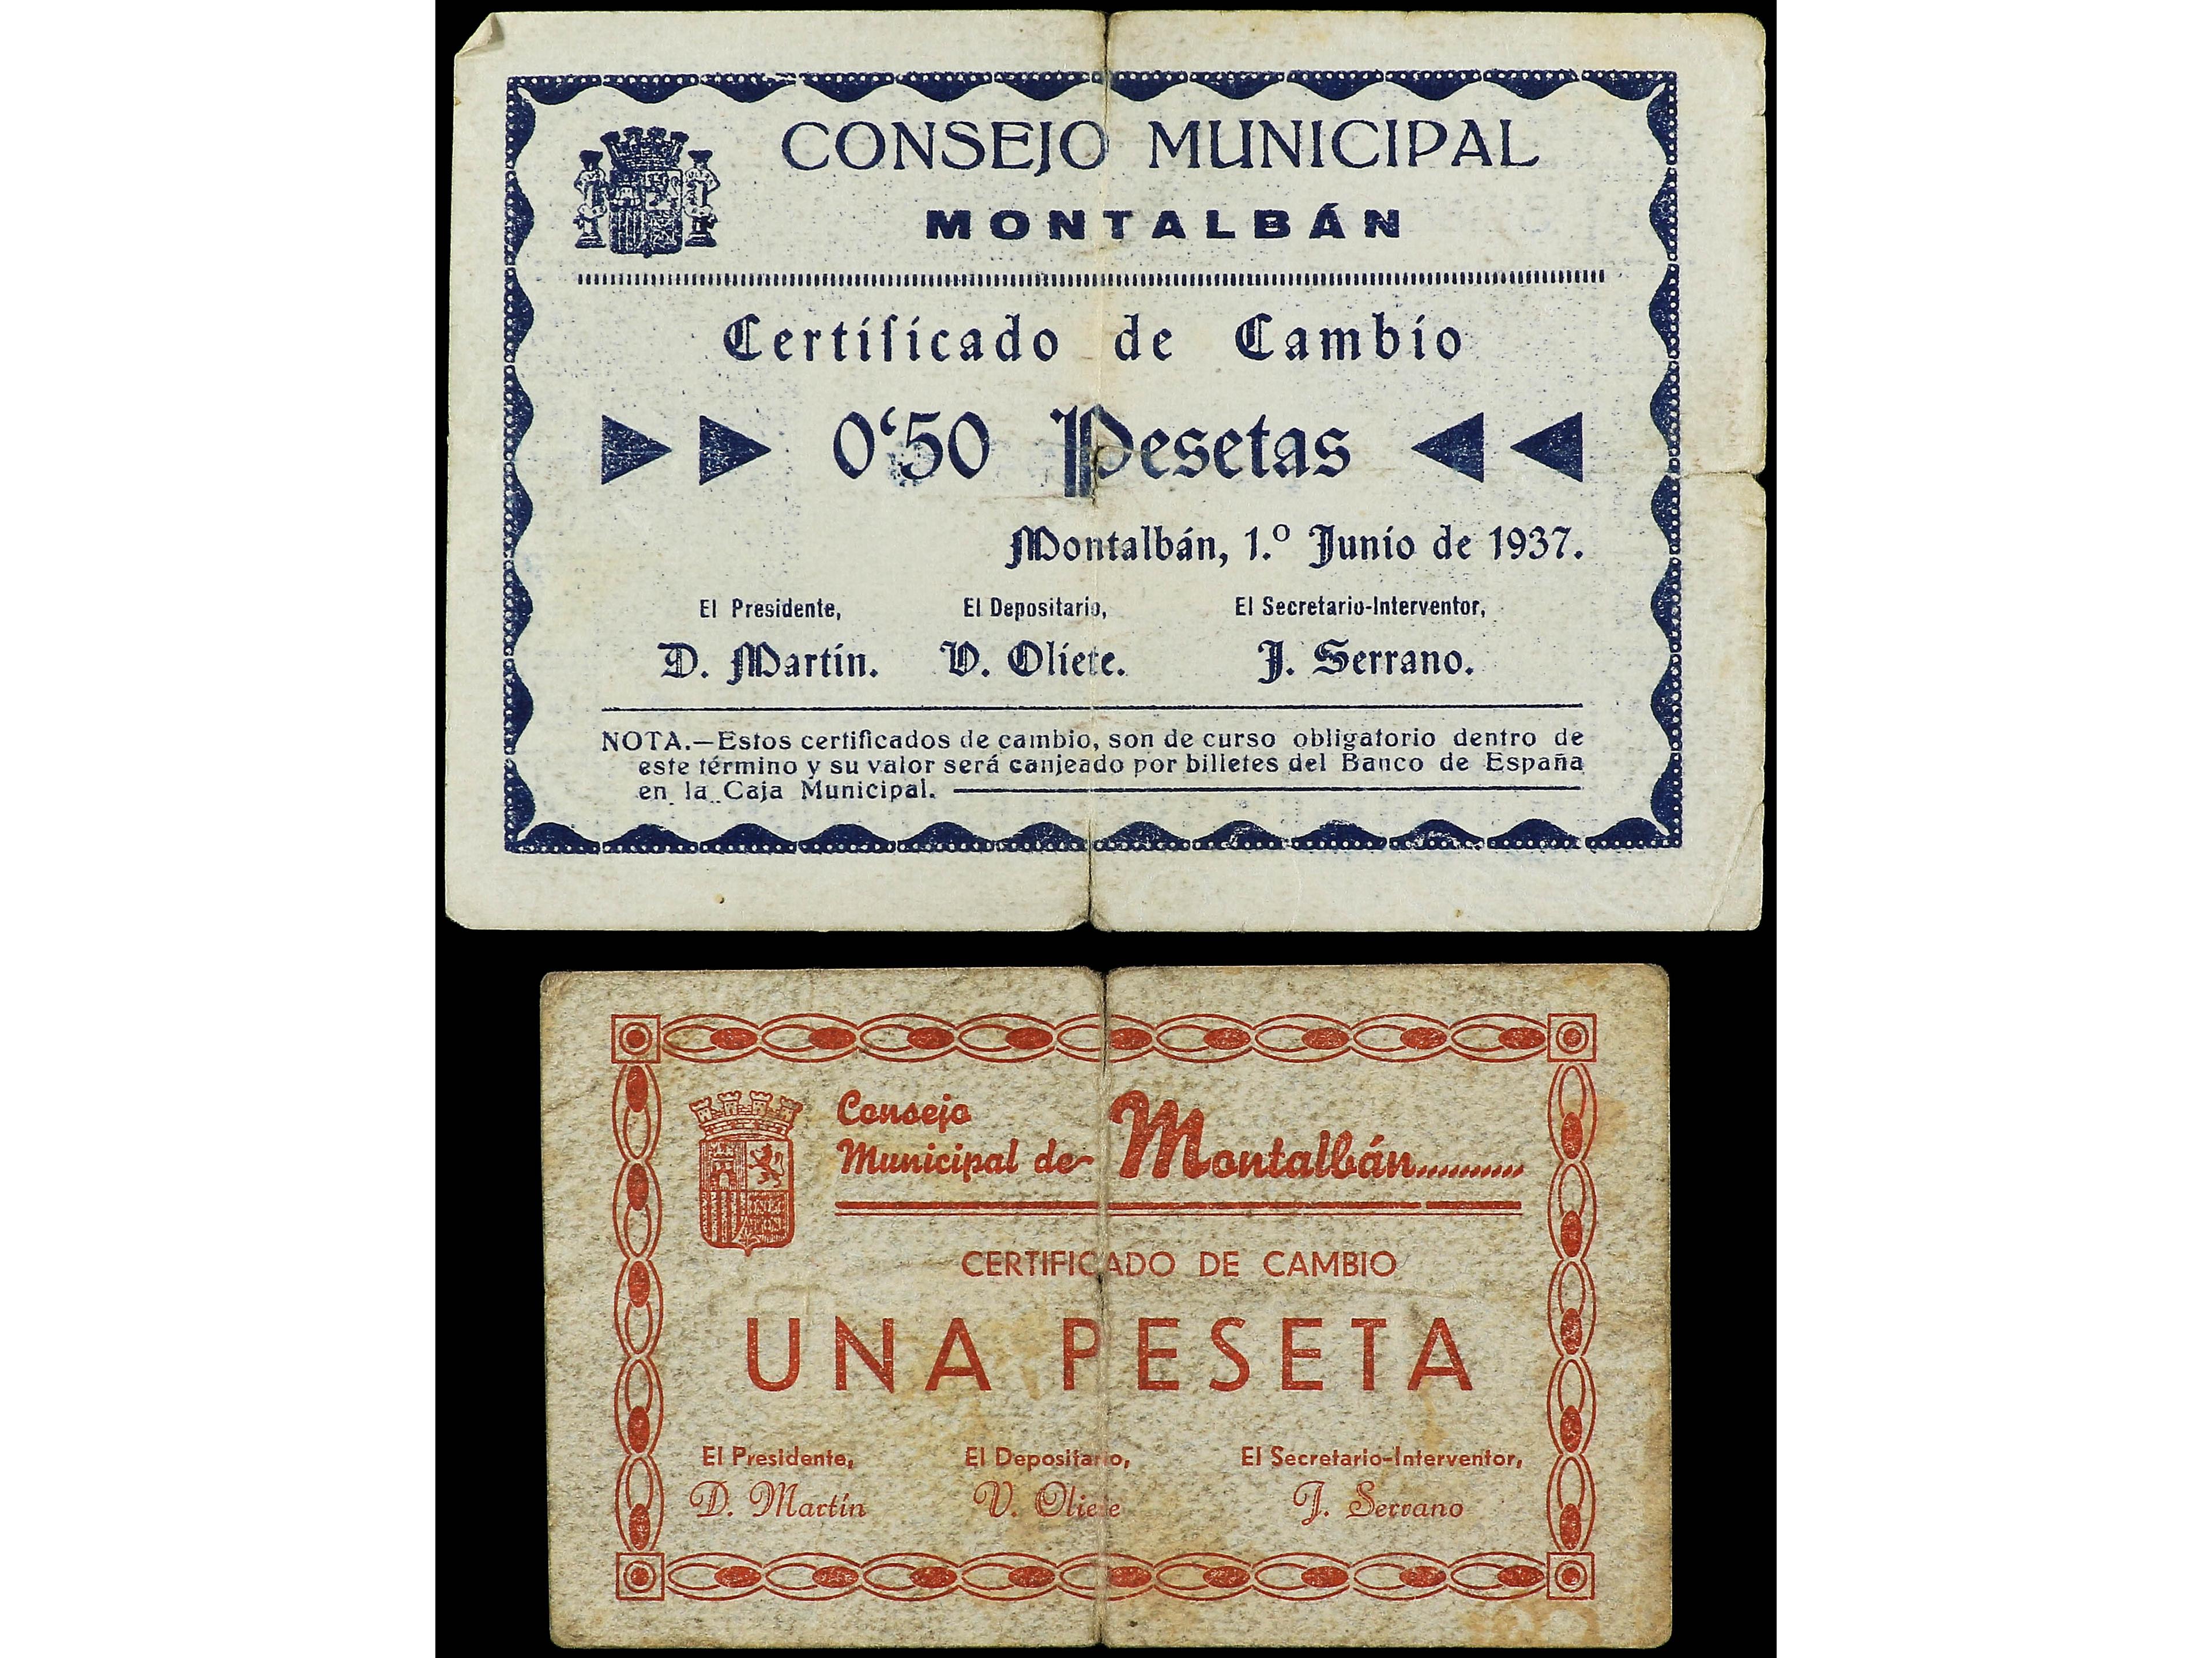 CONSEJO MUNICIPAL
MONTALBÁN
Certificado de Cambio
0'50 Pesetas
Montalbán, 1.º Junio de 1937.
El Presidente, El Depositario, El Secretario-Interventor,
D. Martín. V. Oliete. J. Serrano.
NOTA.—Estos certificados de cambio, son de curso obligatorio dentro de
este término y su valor será canjeado por billetes del Banco de España
en la Caja Municipal.
Consejo
Municipal de Montalbán
CERTIFICADO DE CAMBIO
UNA PESETA
El Presidente, El Depositario, El Secretario-Interventor,
D. Martín V. Oliete J. Serrano